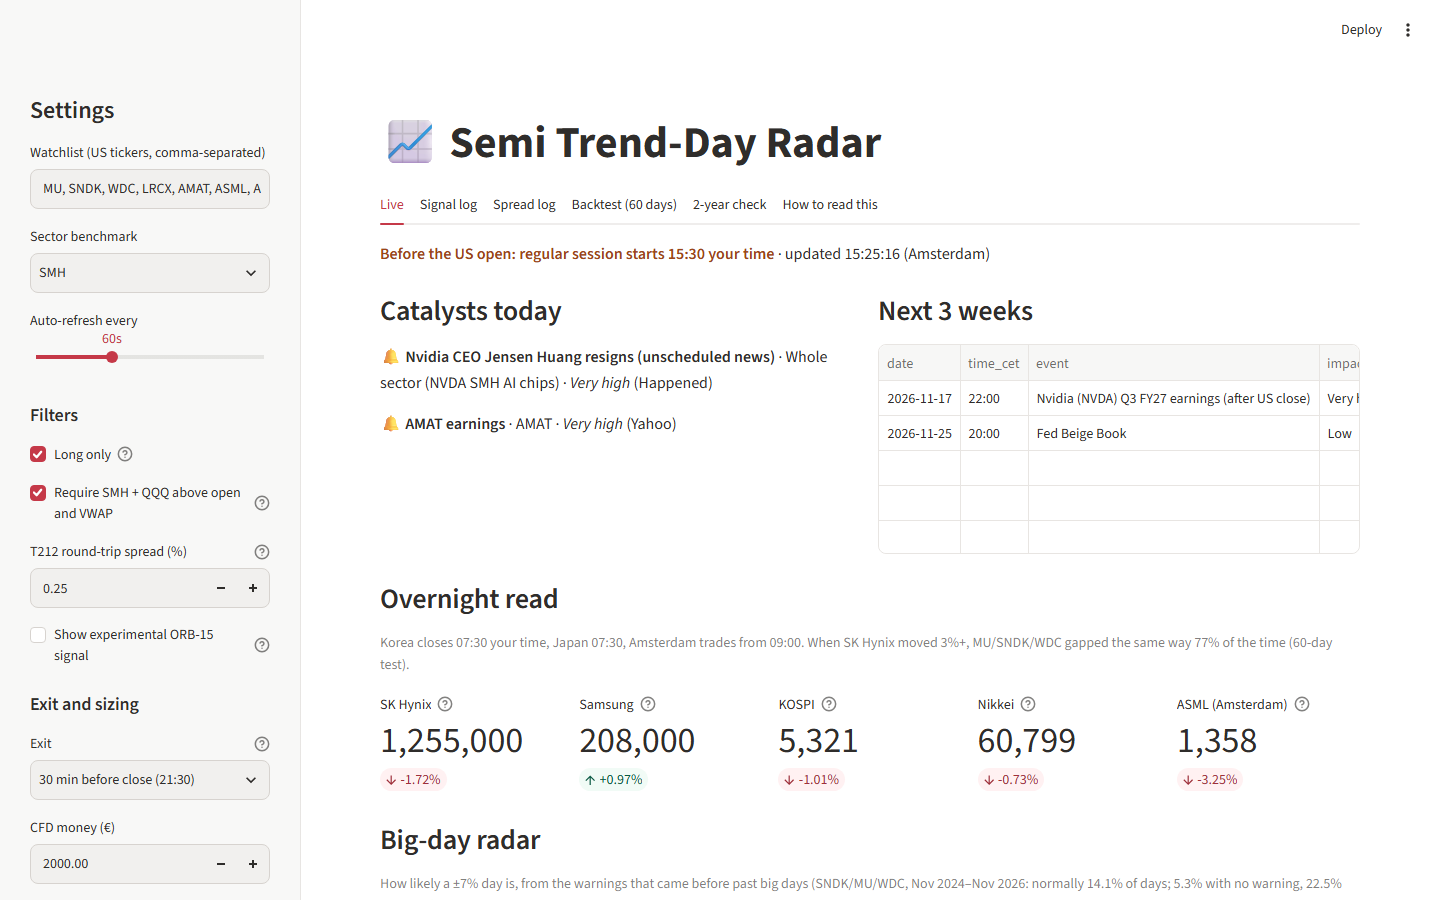 Deploy
Settings
Watchlist (US tickers, comma-separated)
MU, SNDK, WDC, LRCX, AMAT, ASML, A
Sector benchmark
SMH
Auto-refresh every
60s
Filters
Long only
Require SMH + QQQ above open
and VWAP
T212 round-trip spread (%)
0.25
Show experimental ORB-15
signal
Exit and sizing
Exit
30 min before close (21:30)
CFD money (€)
2000.00
Semi Trend-Day Radar
Live
Signal log
Spread log
Backtest (60 days)
2-year check
How to read this
Before the US open: regular session starts 15:30 your time · updated 15:25:16 (Amsterdam)
Catalysts today
Nvidia CEO Jensen Huang resigns (unscheduled news) · Whole
sector (NVDA SMH AI chips) · Very high (Happened)
AMAT earnings · AMAT · Very high (Yahoo)
Next 3 weeks
date time_cet event impac
2026-11-17 22:00 Nvidia (NVDA) Q3 FY27 earnings (after US close) Very h
2026-11-25 20:00 Fed Beige Book Low
Overnight read
Korea closes 07:30 your time, Japan 07:30, Amsterdam trades from 09:00. When SK Hynix moved 3%+, MU/SNDK/WDC gapped the same way 77% of the time (60-day
test).
SK Hynix
1,255,000
-1.72%
Samsung
208,000
+0.97%
KOSPI
5,321
-1.01%
Nikkei
60,799
-0.73%
ASML (Amsterdam)
1,358
-3.25%
Big-day radar
How likely a ±7% day is, from the warnings that came before past big days (SNDK/MU/WDC, Nov 2024–Nov 2026: normally 14.1% of days; 5.3% with no warning, 22.5%